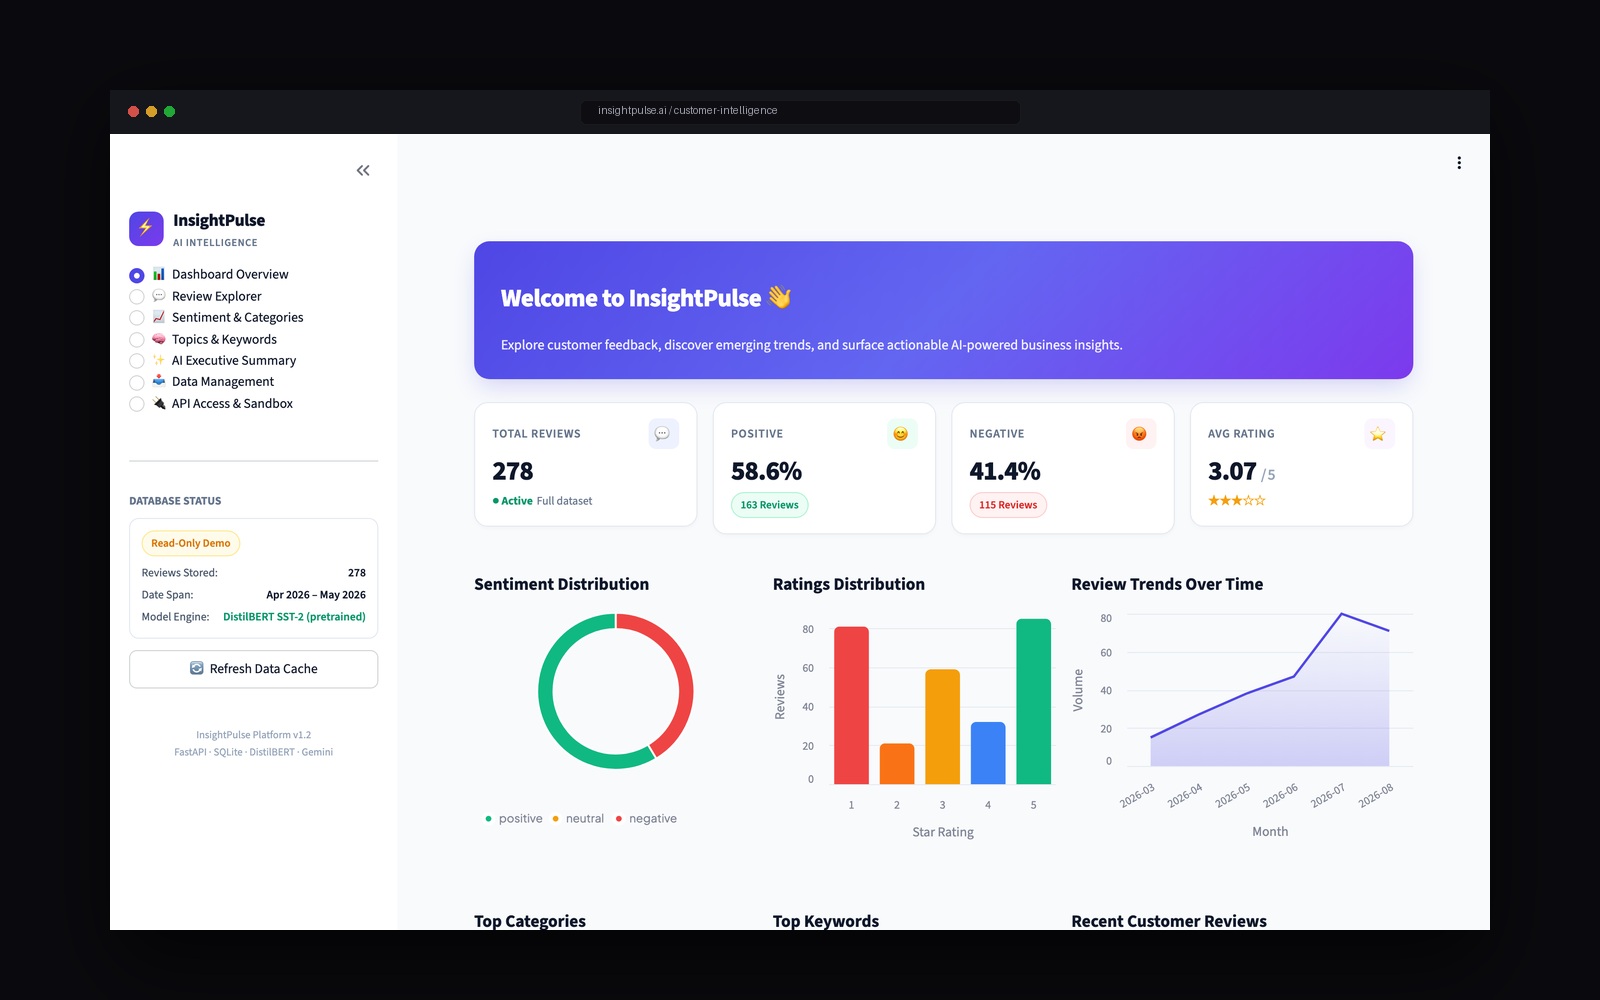 insightpulse.ai / customer-intelligence
InsightPulse
AI INTELLIGENCE
Dashboard Overview
Review Explorer
Sentiment & Categories
Topics & Keywords
AI Executive Summary
Data Management
API Access & Sandbox
DATABASE STATUS
Read-Only Demo
Reviews Stored: 278
Date Span: Apr 2026 – May 2026
Model Engine: DistilBERT SST-2 (pretrained)
Refresh Data Cache
InsightPulse Platform v1.2
FastAPI · SQLite · DistilBERT · Gemini
Welcome to InsightPulse 👋
Explore customer feedback, discover emerging trends, and surface actionable AI-powered business insights.
TOTAL REVIEWS
278
Active Full dataset
POSITIVE
58.6%
163 Reviews
NEGATIVE
41.4%
115 Reviews
AVG RATING
3.07 / 5
★★★☆☆
Sentiment Distribution
positive neutral negative
Ratings Distribution
80
60
40
20
0
Reviews
1 2 3 4 5
Star Rating
Review Trends Over Time
80
60
40
20
0
Volume
2026-03 2026-04 2026-05 2026-06 2026-07 2026-08
Month
Top Categories
Top Keywords
Recent Customer Reviews